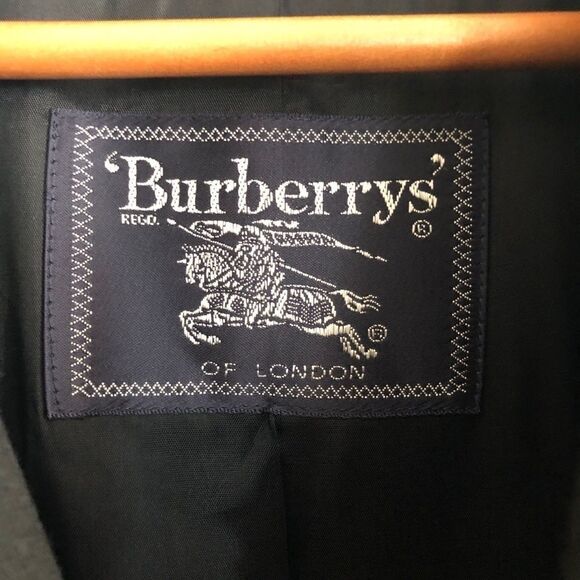 'Burberrys'
REGD. ®
®
OF LONDON